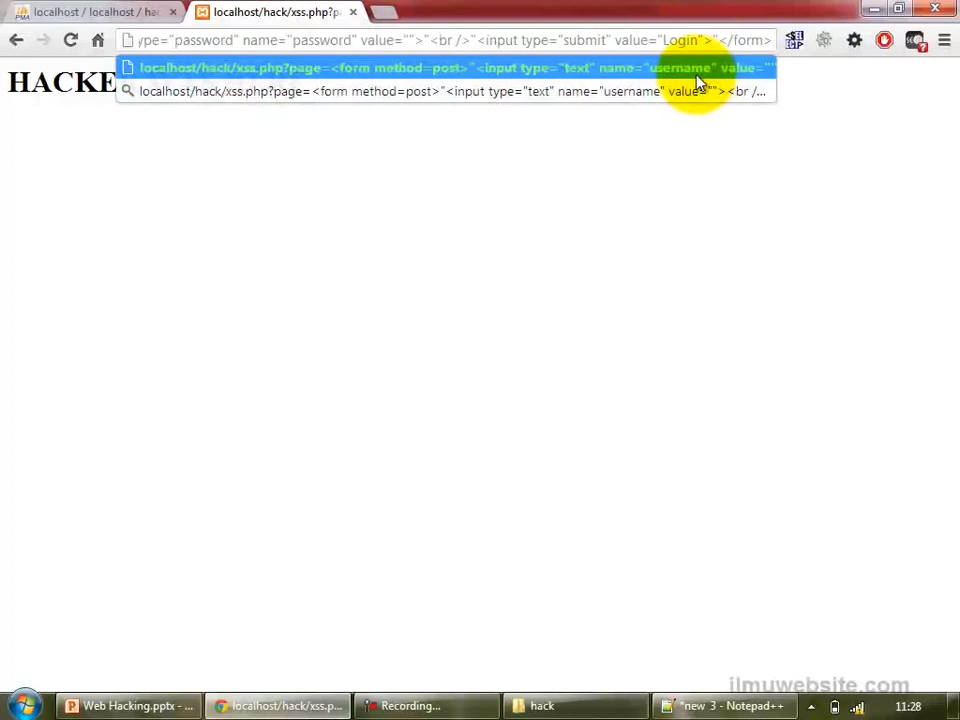 localhost / localhost / ha
localhost/hack/xss.php?p
ype="password" name="password" value="">"<br />"<input type="submit" value="Login">"</form>
localhost/hack/xss.php?page=<form method=post>"<input type="text" name="username" value=""
localhost/hack/xss.php?page=<form method=post>"<input type="text" name="username" value=""><br /...
HACKE
ilmuwebsite.com
Web Hacking.pptx - ...
localhost/hack/xss.p...
Recording...
hack
*new 3 - Notepad++
11:28